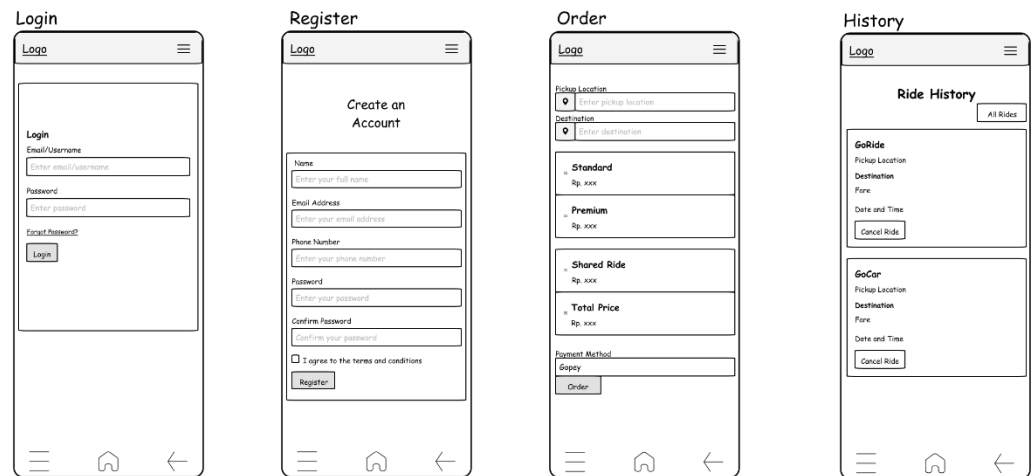 Login
Logo
Login
Email/Username
Enter email/username
Password
Enter password
Forgot Password?
Login
Register
Logo
Create an
Account
Name
Enter your full name
Email Address
Enter your email address
Phone Number
Enter your phone number
Password
Enter your password
Confirm Password
Confirm your password
I agree to the terms and conditions
Register
Order
Logo
Pickup Location
Enter pickup location
Destination
Enter destination
Standard
Rp. xxx
Premium
Rp. xxx
Shared Ride
Rp. xxx
Total Price
Rp. xxx
Payment Method
Gopey
Order
History
Logo
Ride History
All Rides
GoRide
Pickup Location
Destination
Fare
Date and Time
Cancel Ride
GoCar
Pickup Location
Destination
Fare
Date and Time
Cancel Ride